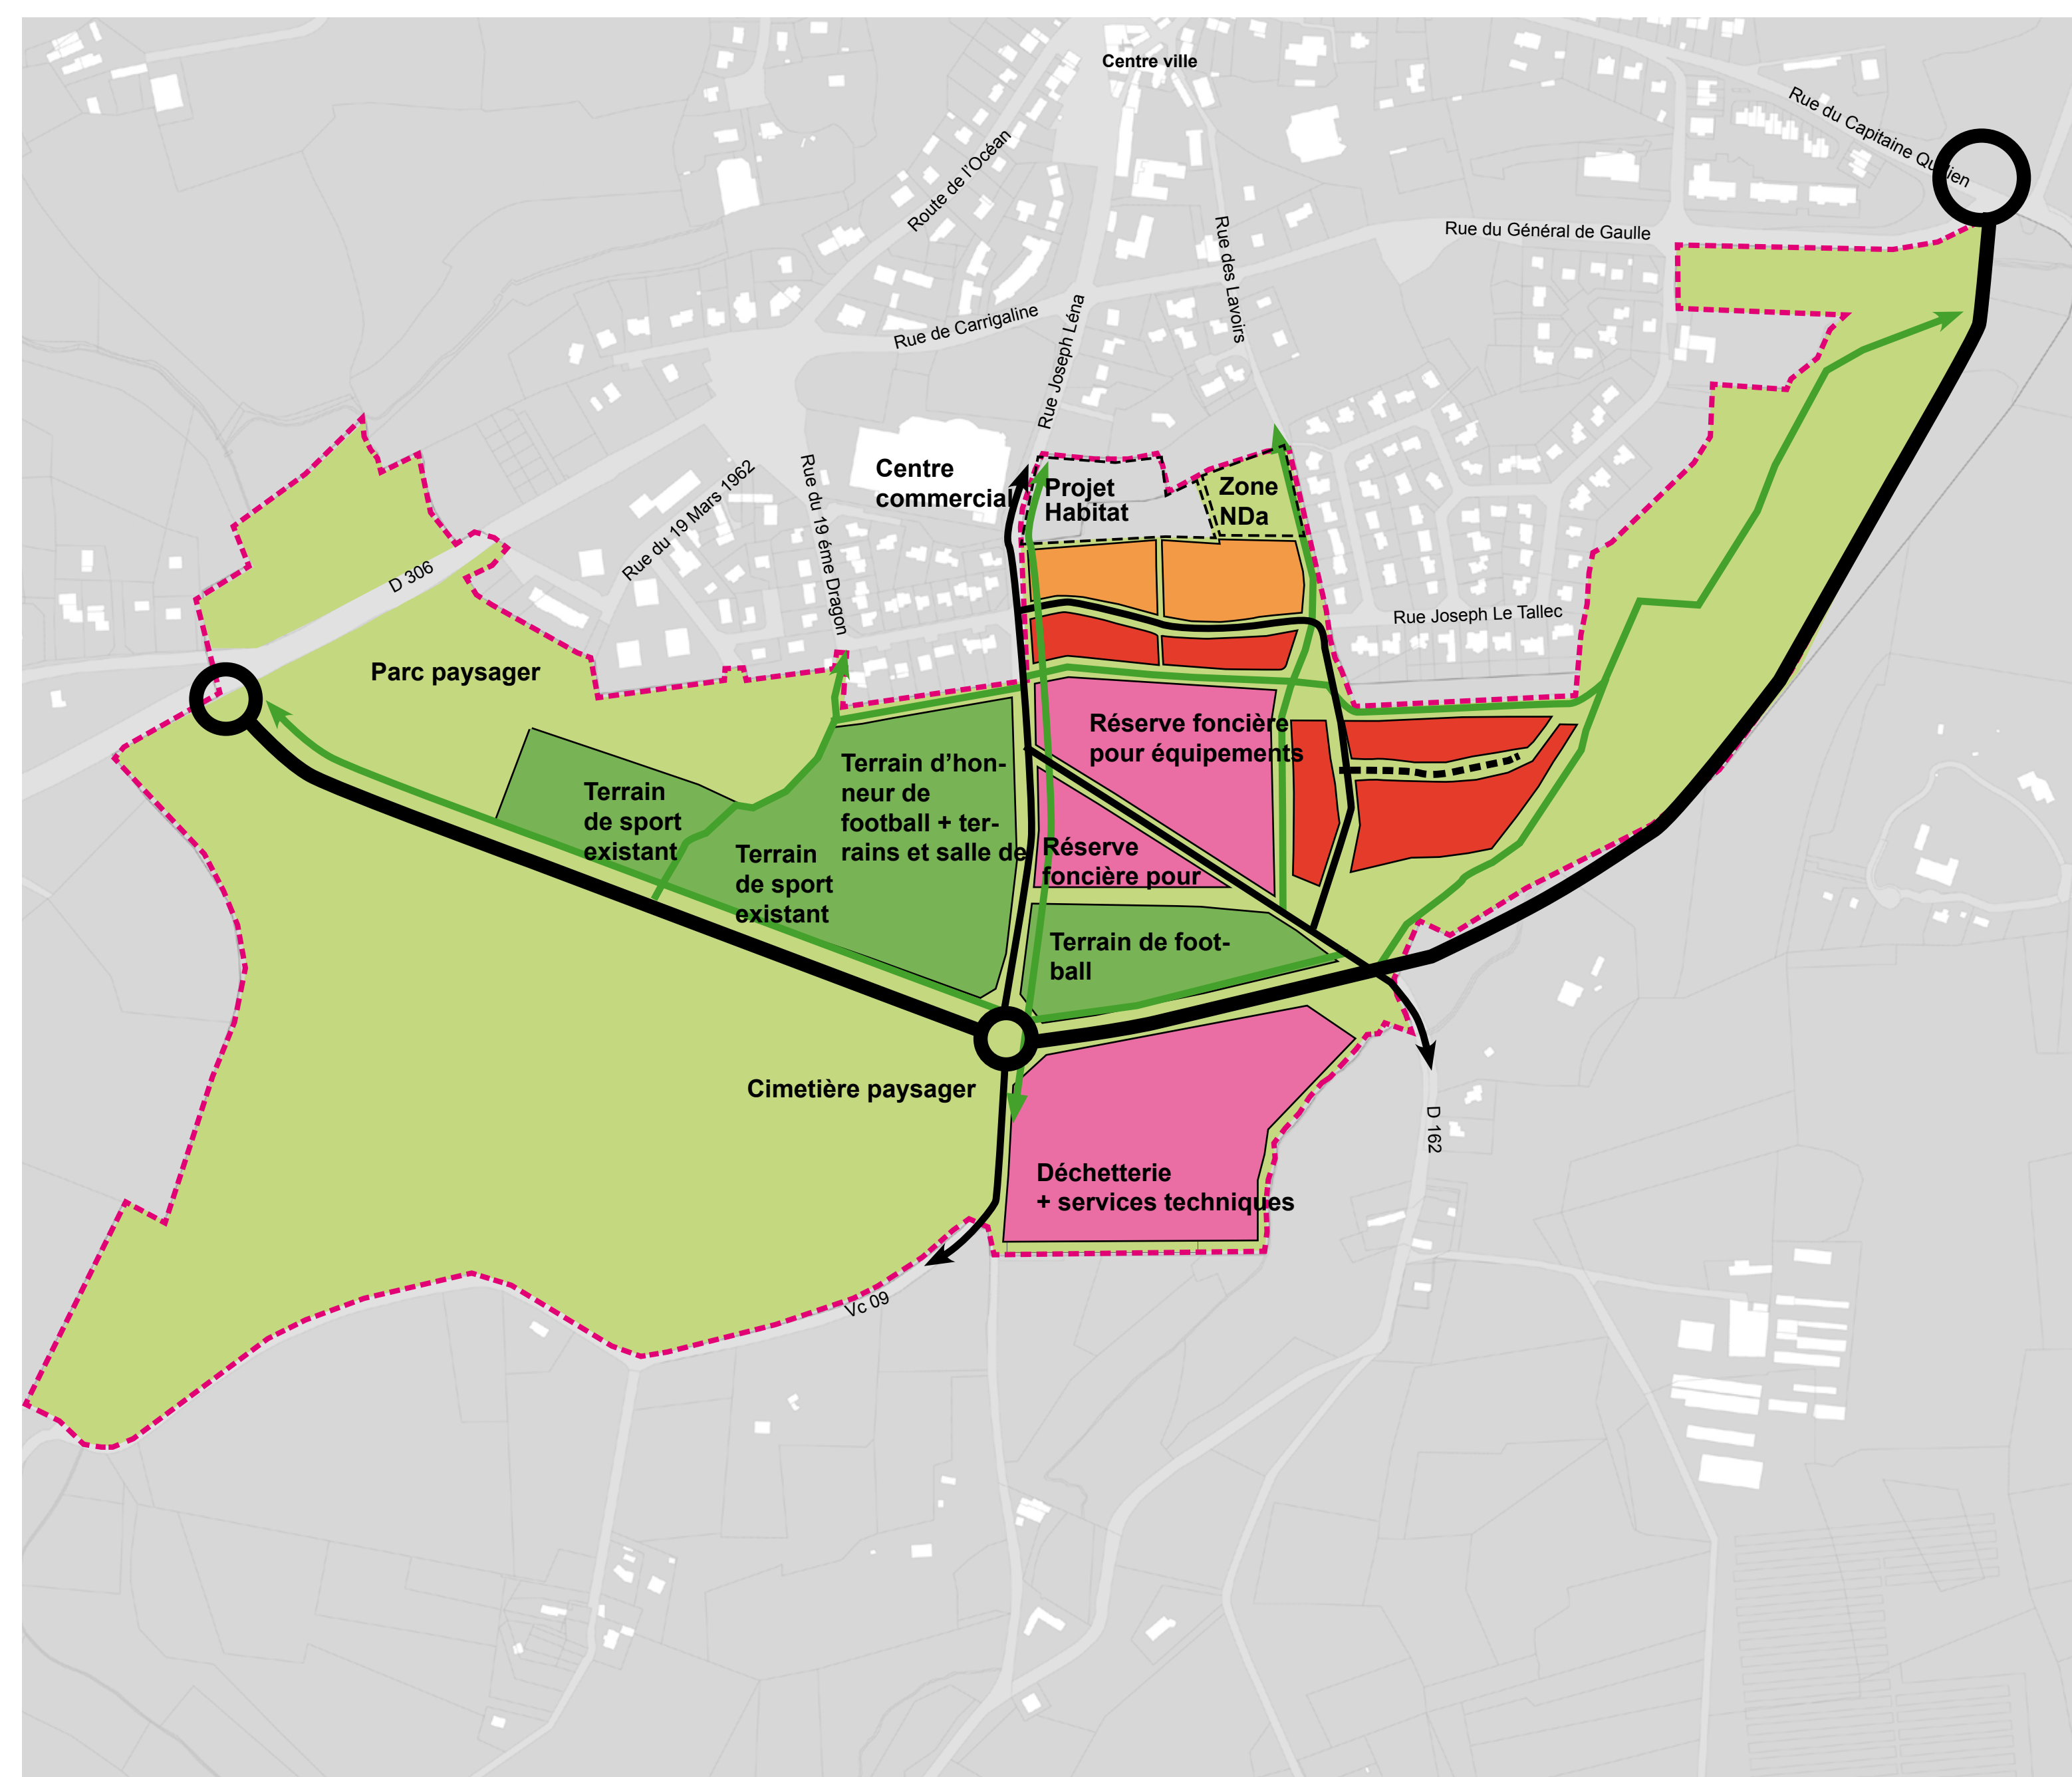 Centre ville
Rue du Capitaine
Route de l'Océan
Rue des Lavoirs
Rue du Général de Gaulle
Rue de Carrigaline
Rue Joseph Léna
Rue du 19 Mars 1962
Rue du 19 éme Dragon
Centre
commercial
Projet
Habitat
Zone
NDa
D 306
Rue Joseph Le Tallec
Parc paysager
Réserve foncière
pour équipements
Terrain d'hon-
neur de
football + ter-
rains et salle de
Terrain
de sport
existant
Terrain
de sport
existant
Réserve
foncière pour
Terrain de foot-
ball
Cimetière paysager
D 162
Déchetterie
+ services techniques
Vc 09